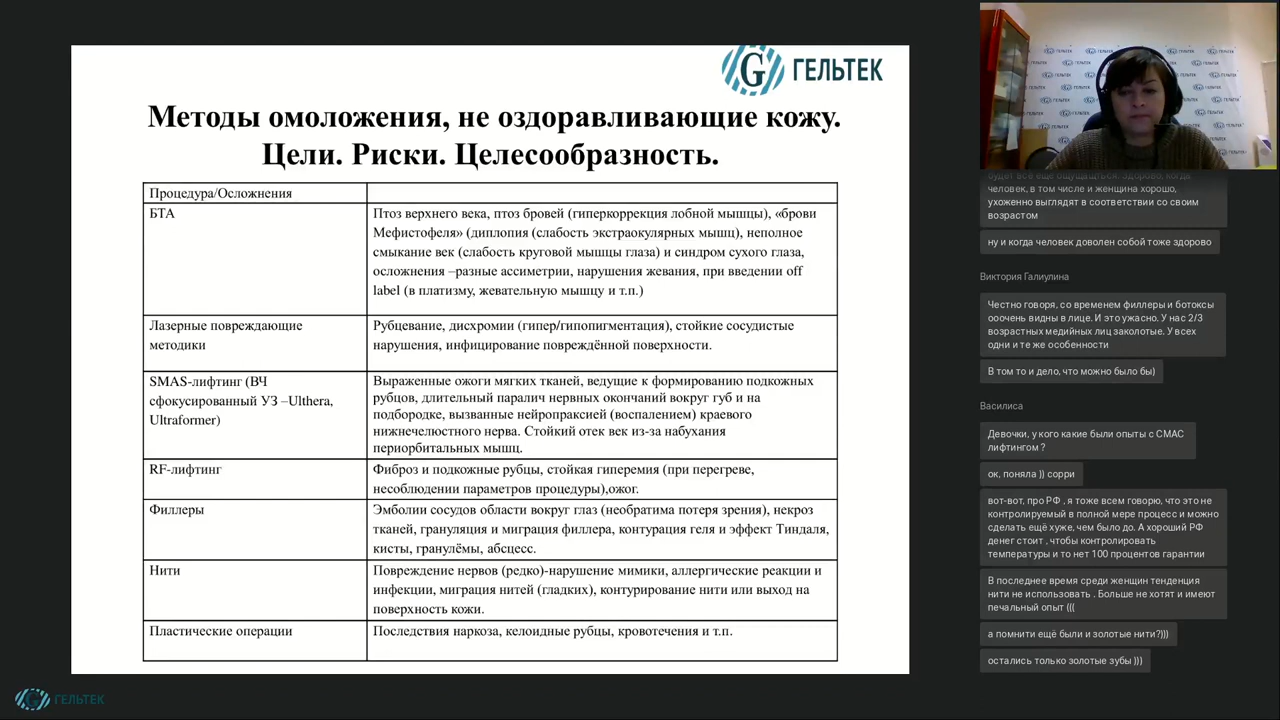 ГЕЛЬТЕК
Методы омоложения, не оздоравливающие кожу.
Цели. Риски. Целесообразность.
Процедура/Осложнения
БТА
Птоз верхнего века, птоз бровей (гиперкоррекция лобной мышцы), «брови
Мефистофеля» (диплопия (слабость экстраокулярных мышц), неполное
смыкание век (слабость круговой мышцы глаза) и синдром сухого глаза,
осложнения –разные ассиметрии, нарушения жевания, при введении off
label (в платизму, жевательную мышцу и т.п.)
Лазерные повреждающие
методики
Рубцевание, дисхромии (гипер/гипопигментация), стойкие сосудистые
нарушения, инфицирование повреждённой поверхности.
SMAS-лифтинг (ВЧ
сфокусированный УЗ –Ulthera,
Ultraformer)
Выраженные ожоги мягких тканей, ведущие к формированию подкожных
рубцов, длительный паралич нервных окончаний вокруг губ и на
подбородке, вызванные нейропраксией (воспалением) краевого
нижнечелюстного нерва. Стойкий отек век из-за набухания
периорбитальных мышц.
RF-лифтинг
Фиброз и подкожные рубцы, стойкая гиперемия (при перегреве,
несоблюдении параметров процедуры),ожог.
Филлеры
Эмболии сосудов области вокруг глаз (необратима потеря зрения), некроз
тканей, грануляция и миграция филлера, контурация геля и эффект Тиндаля,
кисты, гранулёмы, абсцесс.
Нити
Повреждение нервов (редко)-нарушение мимики, аллергические реакции и
инфекции, миграция нитей (гладких), контурирование нити или выход на
поверхность кожи.
Пластические операции
Последствия наркоза, келоидные рубцы, кровотечения и т.п.
ГЕЛЬТЕК
будет все еще ощущаться. Здорово, когда
человек, в том числе и женщина хорошо,
ухоженно выглядят в соответствии со своим
возрастом
ну и когда человек доволен собой тоже здорово
Виктория Галиулина
Честно говоря, со временем филлеры и ботоксы
ооочень видны в лице. И это ужасно. У нас 2/3
возрастных медийных лиц заколотые. У всех
одни и те же особенности
В том то и дело, что можно было бы)
Василиса
Девочки, у кого какие были опыты с СМАС
лифтингом ?
ок, поняла )) сорри
вот-вот, про РФ , я тоже всем говорю, что это не
контролируемый в полной мере процесс и можно
сделать ещё хуже, чем было до. А хороший РФ
денег стоит , чтобы контролировать
температуры и то нет 100 процентов гарантии
В последнее время среди женщин тенденция
нити не использовать . Больше не хотят и имеют
печальный опыт (((
а помнити ещё были и золотые нити?)))
остались только золотые зубы )))